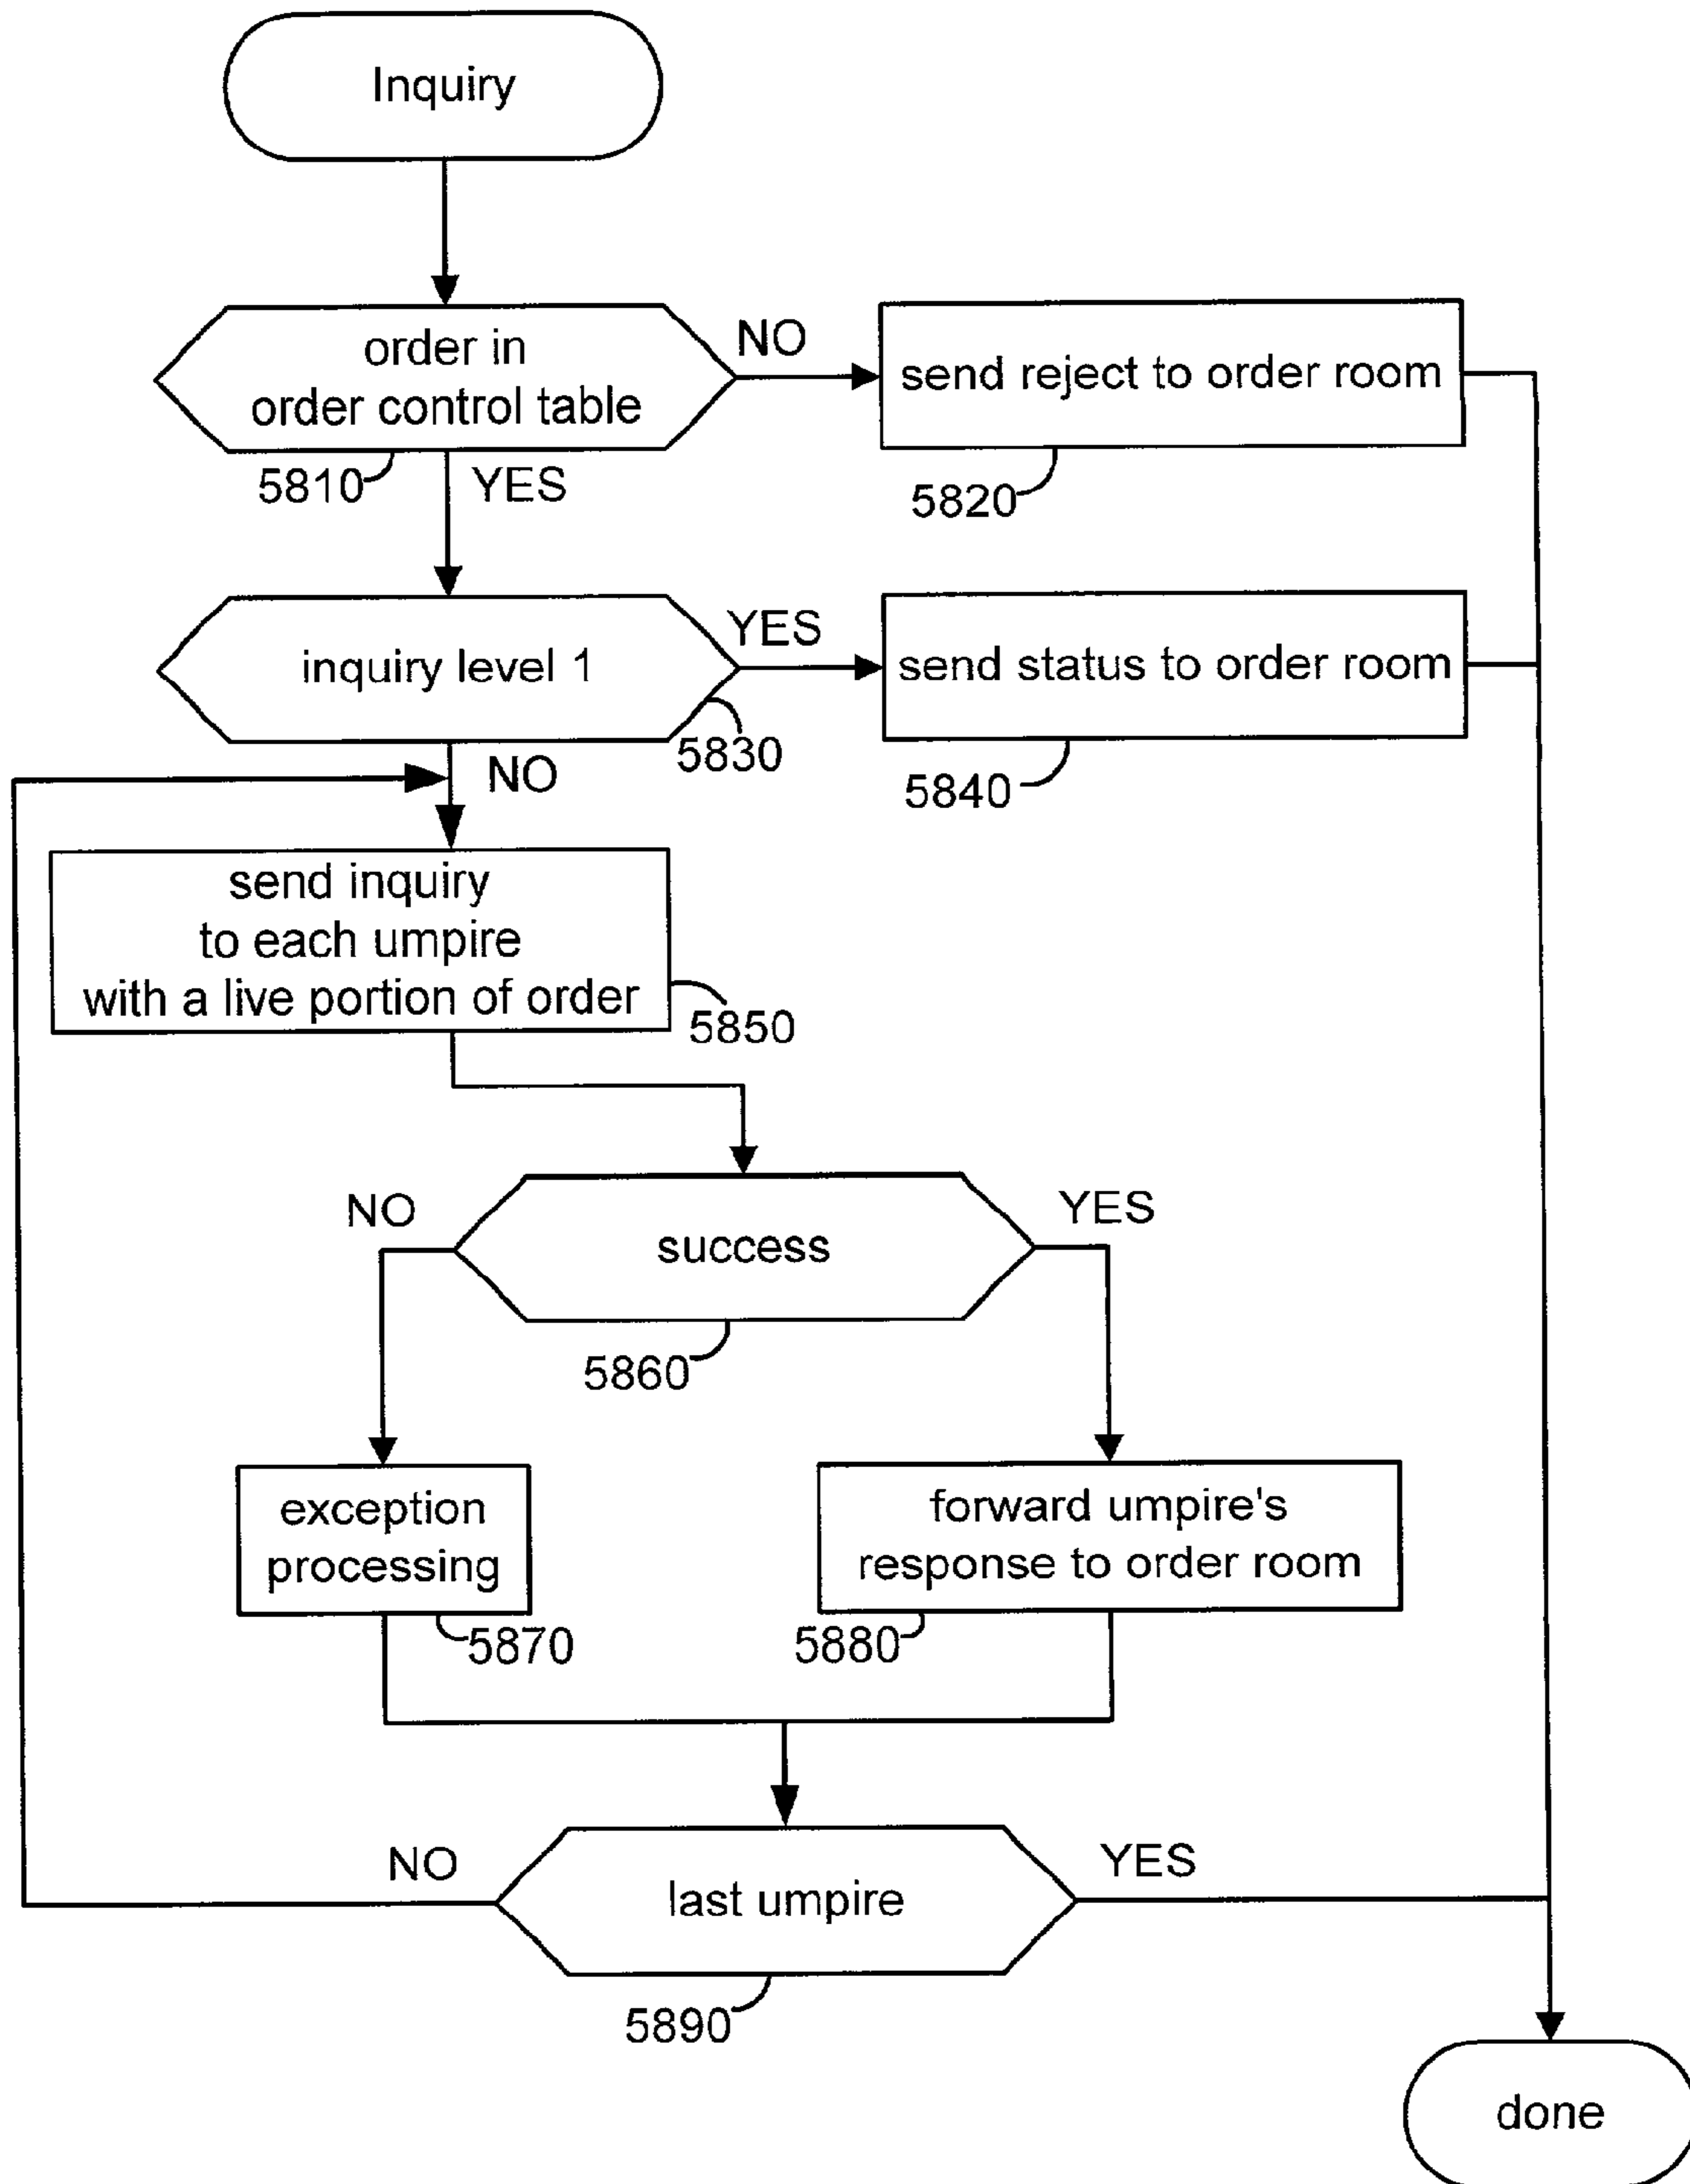 Inquiry
order in
order control table
NO
send reject to order room
5810
YES
5820
inquiry level 1
YES
send status to order room
5830
NO
5840
send inquiry
to each umpire
with a live portion of order
5850
NO
success
YES
5860
exception
processing
forward umpire's
response to order room
5870
5880
NO
last umpire
YES
5890
done